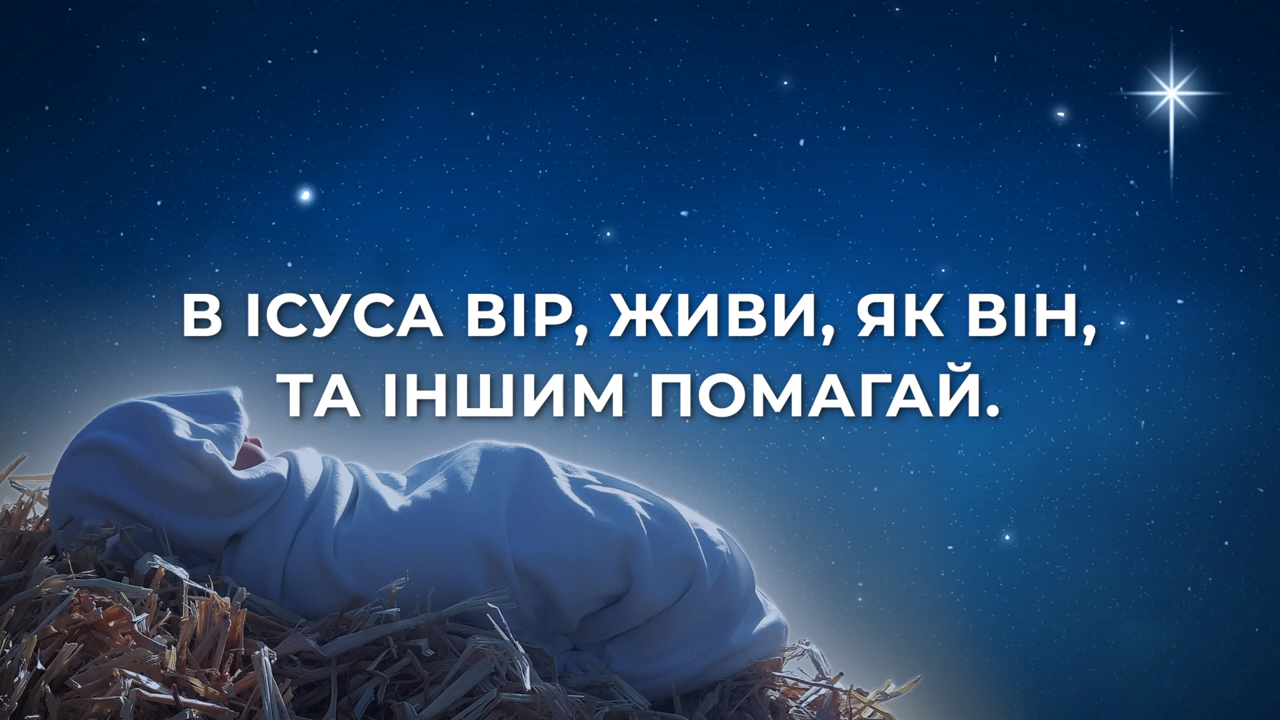 В ІСУСА ВІР, ЖИВИ, ЯК ВІН,
ТА ІНШИМ ПОМАГАЙ.